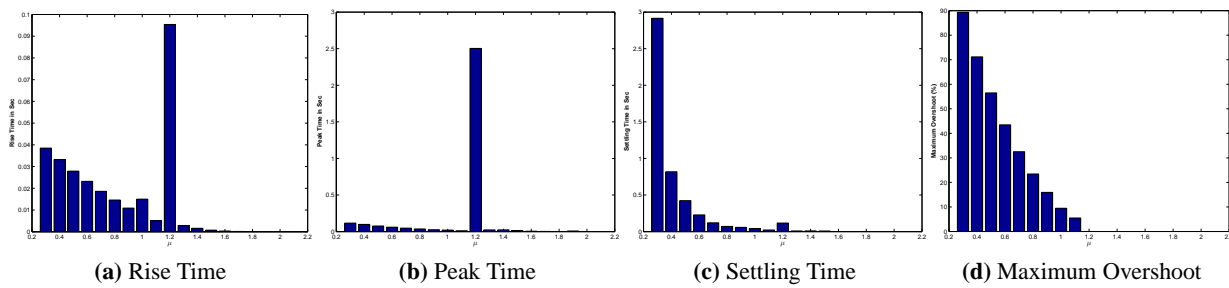 0.1
0.09
0.08
0.07
0.06
0.05
0.04
0.03
0.02
0.01
0
Rise Time in Sec
0.2 0.4 0.6 0.8 1 1.2 1.4 1.6 1.8 2 2.2
μ
(a) Rise Time
3
2.5
2
1.5
1
0.5
0
Peak Time in Sec
0.2 0.4 0.6 0.8 1 1.2 1.4 1.6 1.8 2 2.2
μ
(b) Peak Time
3
2.5
2
1.5
1
0.5
0
Settling Time in Sec
0.2 0.4 0.6 0.8 1 1.2 1.4 1.6 1.8 2 2.2
μ
(c) Settling Time
90
80
70
60
50
40
30
20
10
0
Maximum Overshoot (%)
0.2 0.4 0.6 0.8 1 1.2 1.4 1.6 1.8 2 2.2
μ
(d) Maximum Overshoot